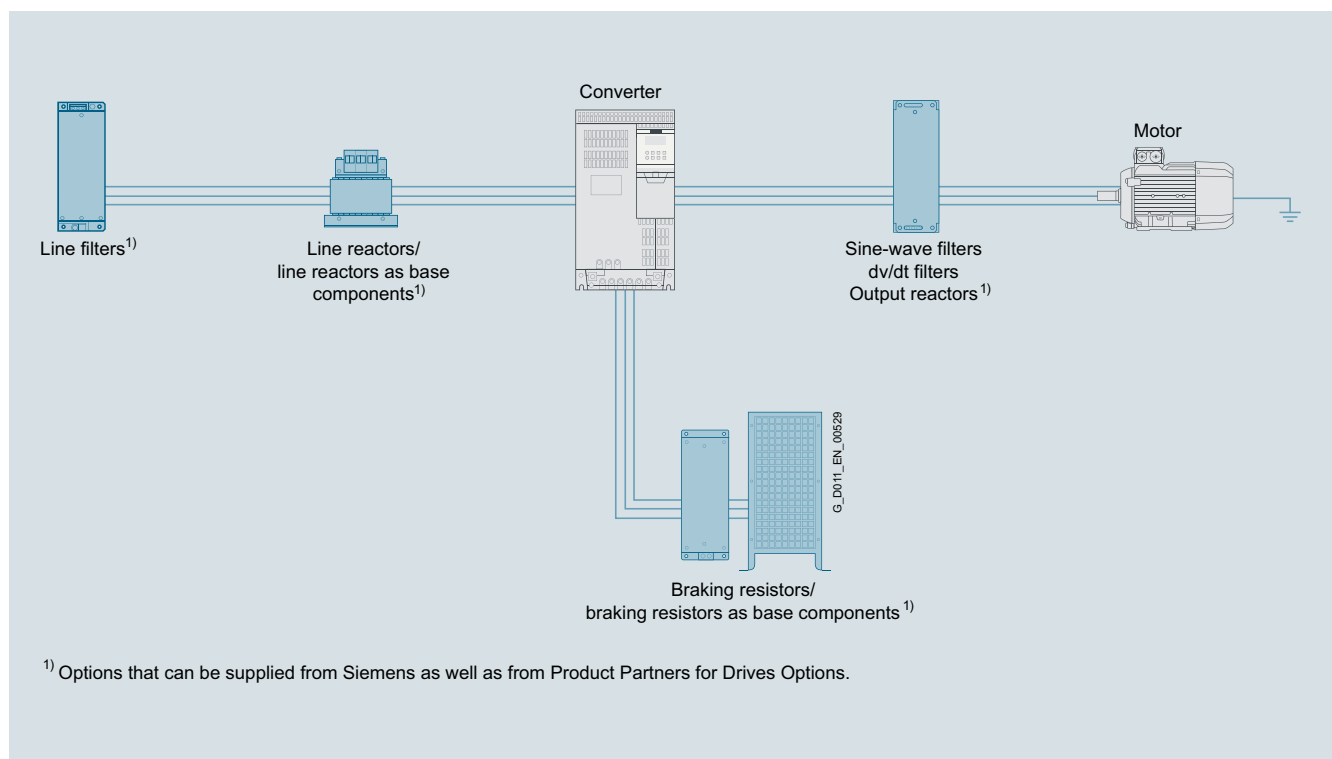 Converter
Motor
Line filters1)
Line reactors/
line reactors as base
components1)
Sine-wave filters
dv/dt filters
Output reactors 1)
G_D011_EN_00529
Braking resistors/
braking resistors as base components 1)
1) Options that can be supplied from Siemens as well as from Product Partners for Drives Options.